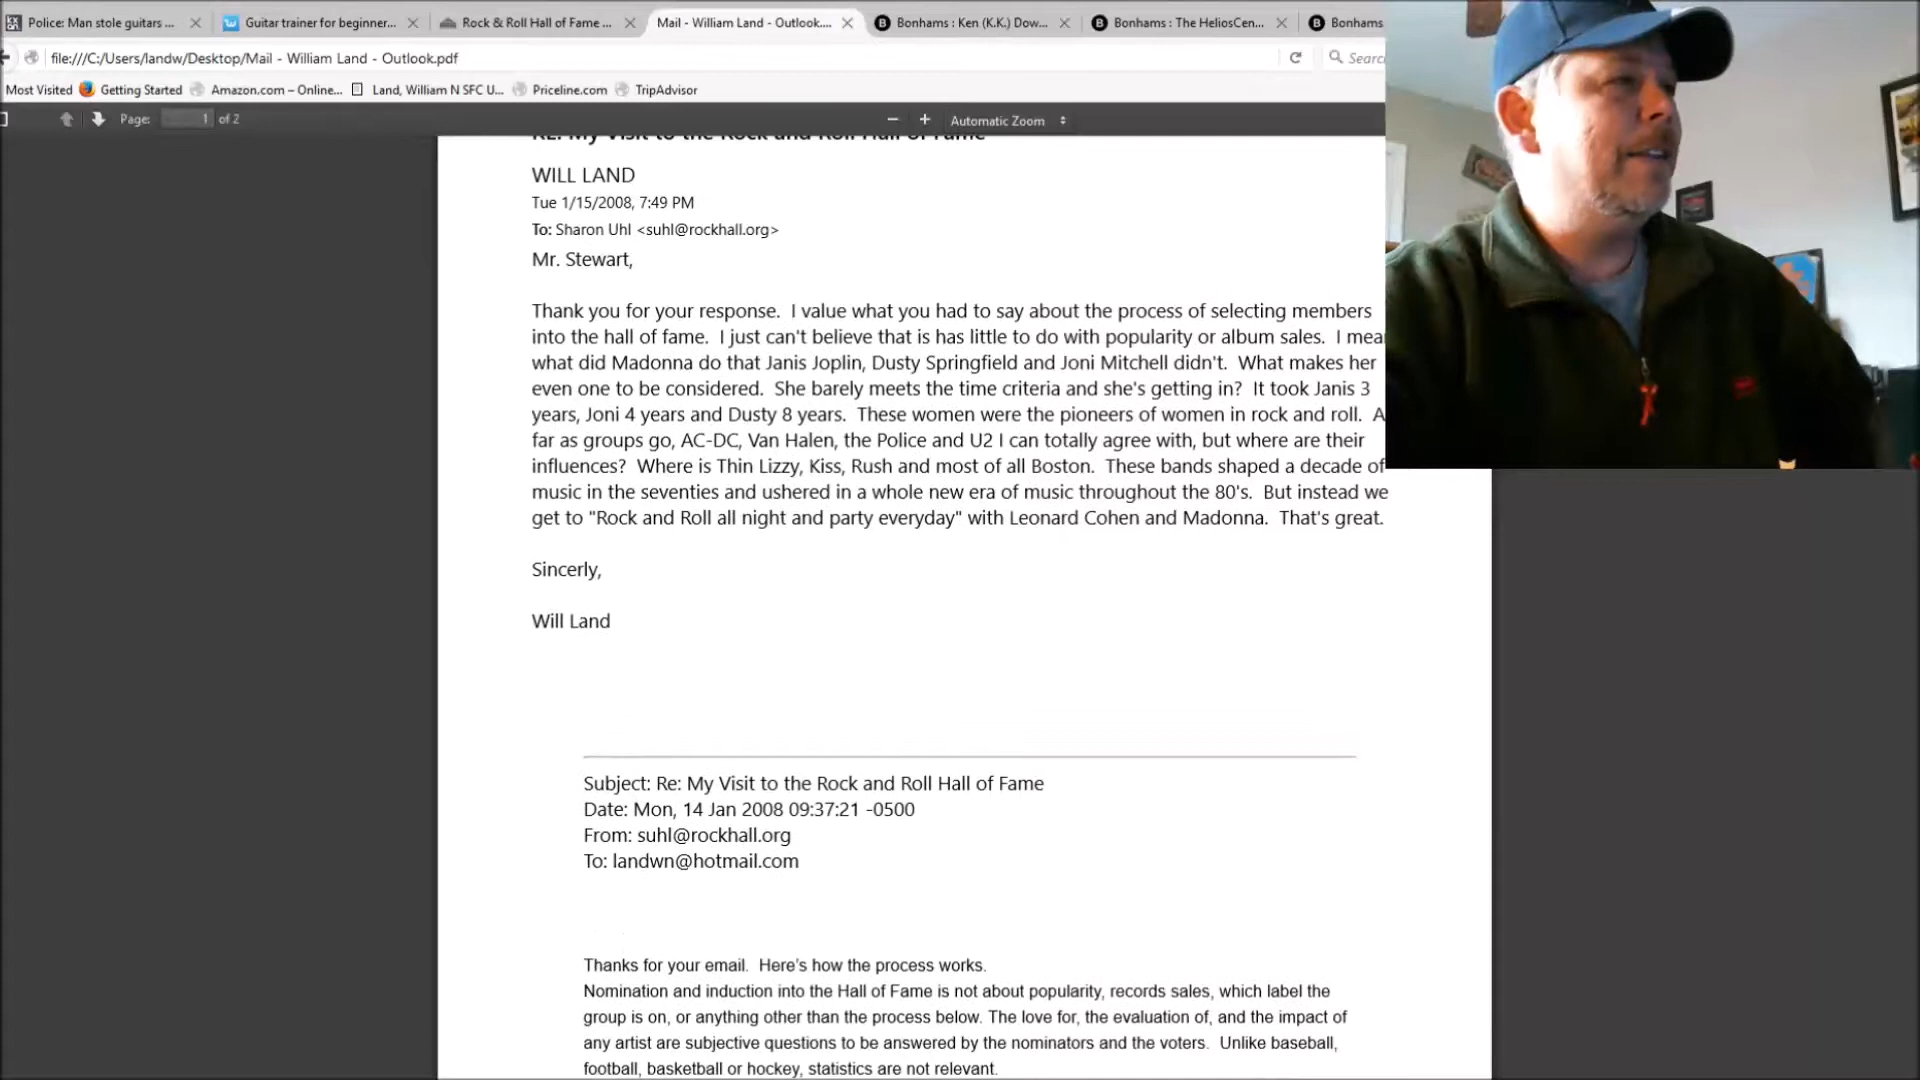 Police: Man stole guitars ...
Guitar trainer for beginner...
Rock & Roll Hall of Fame ...
Mail - William Land - Outlook....
Bonhams : Ken (K.K.) Dow...
Bonhams : The HeliosCen...
Bonhams
file:///C:/Users/landw/Desktop/Mail - William Land - Outlook.pdf
Searc
Most Visited
Getting Started
Amazon.com – Online...
Land, William N SFC U...
Priceline.com
TripAdvisor
Page: 1 of 2
Automatic Zoom
RE: My Visit to the Rock and Roll Hall of Fame
WILL LAND
Tue 1/15/2008, 7:49 PM
To: Sharon Uhl <suhl@rockhall.org>
Mr. Stewart,
Thank you for your response. I value what you had to say about the process of selecting members
into the hall of fame. I just can't believe that is has little to do with popularity or album sales. I mean
what did Madonna do that Janis Joplin, Dusty Springfield and Joni Mitchell didn't. What makes her
even one to be considered. She barely meets the time criteria and she's getting in? It took Janis 3
years, Joni 4 years and Dusty 8 years. These women were the pioneers of women in rock and roll. A
far as groups go, AC-DC, Van Halen, the Police and U2 I can totally agree with, but where are their
influences? Where is Thin Lizzy, Kiss, Rush and most of all Boston. These bands shaped a decade of
music in the seventies and ushered in a whole new era of music throughout the 80's. But instead we
get to "Rock and Roll all night and party everyday" with Leonard Cohen and Madonna. That's great.
Sincerly,
Will Land
Subject: Re: My Visit to the Rock and Roll Hall of Fame
Date: Mon, 14 Jan 2008 09:37:21 -0500
From: suhl@rockhall.org
To: landwn@hotmail.com
Thanks for your email. Here's how the process works.
Nomination and induction into the Hall of Fame is not about popularity, records sales, which label the
group is on, or anything other than the process below. The love for, the evaluation of, and the impact of
any artist are subjective questions to be answered by the nominators and the voters. Unlike baseball,
football, basketball or hockey, statistics are not relevant.